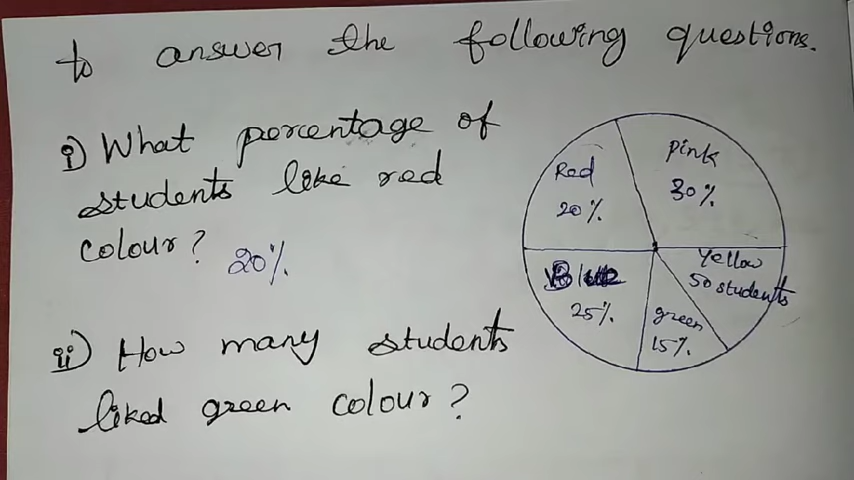 to answer the following questions.
i) What percentage of
students like red
colour? 20%
ii) How many students
liked green colour?
Red
20%
Pink
30%
Yellow
50 students
Blue
25%
green
15%